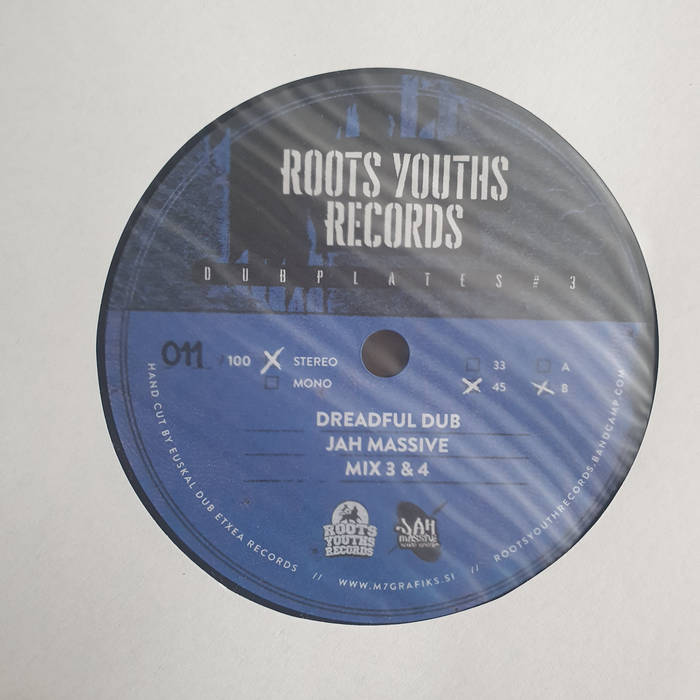 ROOTS YOUTHS
RECORDS
DUBPLATES #3
011 /100 X STEREO
MONO
33 A
X 45 X B
DREADFUL DUB
JAH MASSIVE
MIX 3 & 4
ROOTS
YOUTHS
RECORDS
JAH
MASSIVE
HAND CUT BY EUSKAL DUB ETXEA RECORDS // WWW.M7GRAFIKS.SI // ROOTSYOUTHRECORDS.BANDCAMP.COM